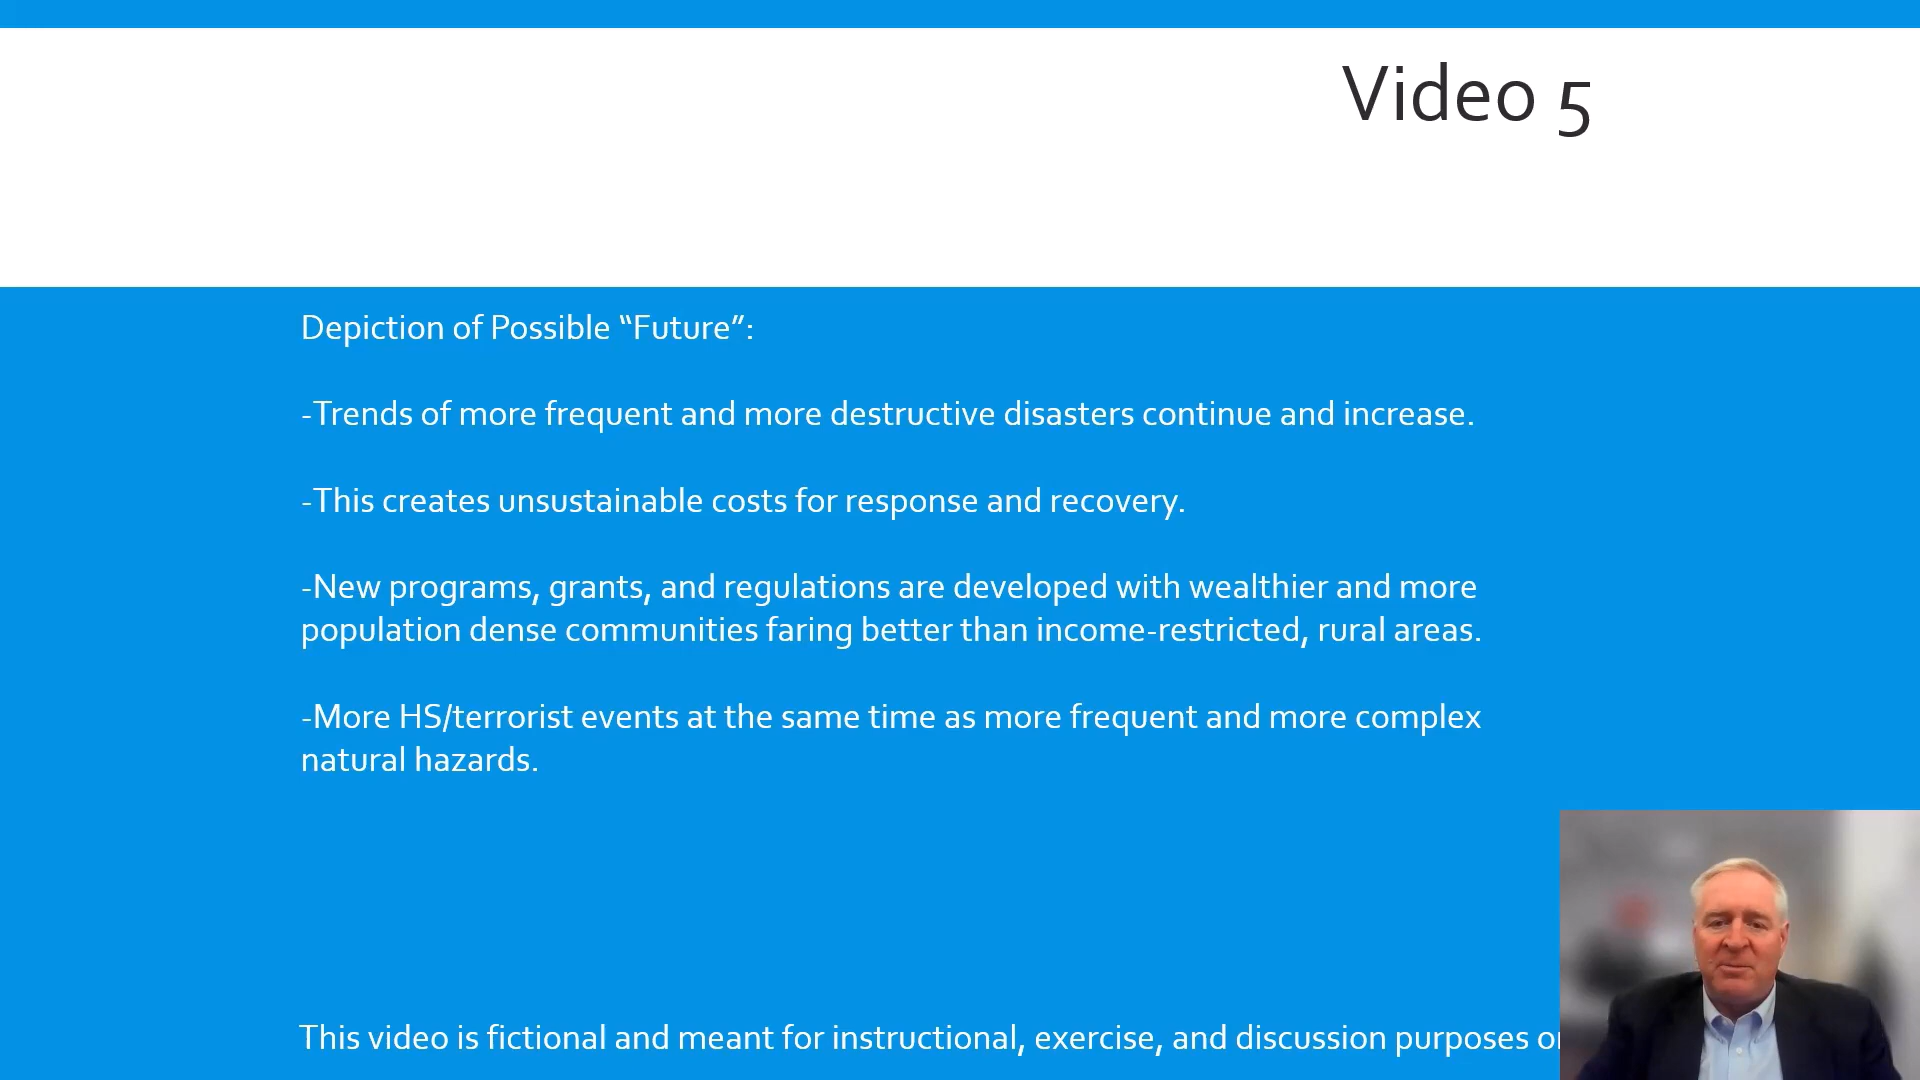 Video 5
Depiction of Possible “Future”:
-Trends of more frequent and more destructive disasters continue and increase.
-This creates unsustainable costs for response and recovery.
-New programs, grants, and regulations are developed with wealthier and more
population dense communities faring better than income-restricted, rural areas.
-More HS/terrorist events at the same time as more frequent and more complex
natural hazards.
This video is fictional and meant for instructional, exercise, and discussion purposes